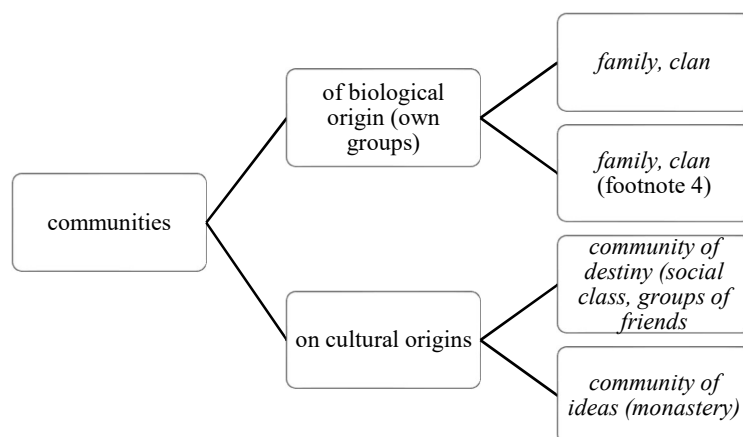 communities
of biological
origin (own
groups)
family, clan
family, clan
(footnote 4)
on cultural origins
community of
destiny (social
class, groups of
friends
community of
ideas (monastery)